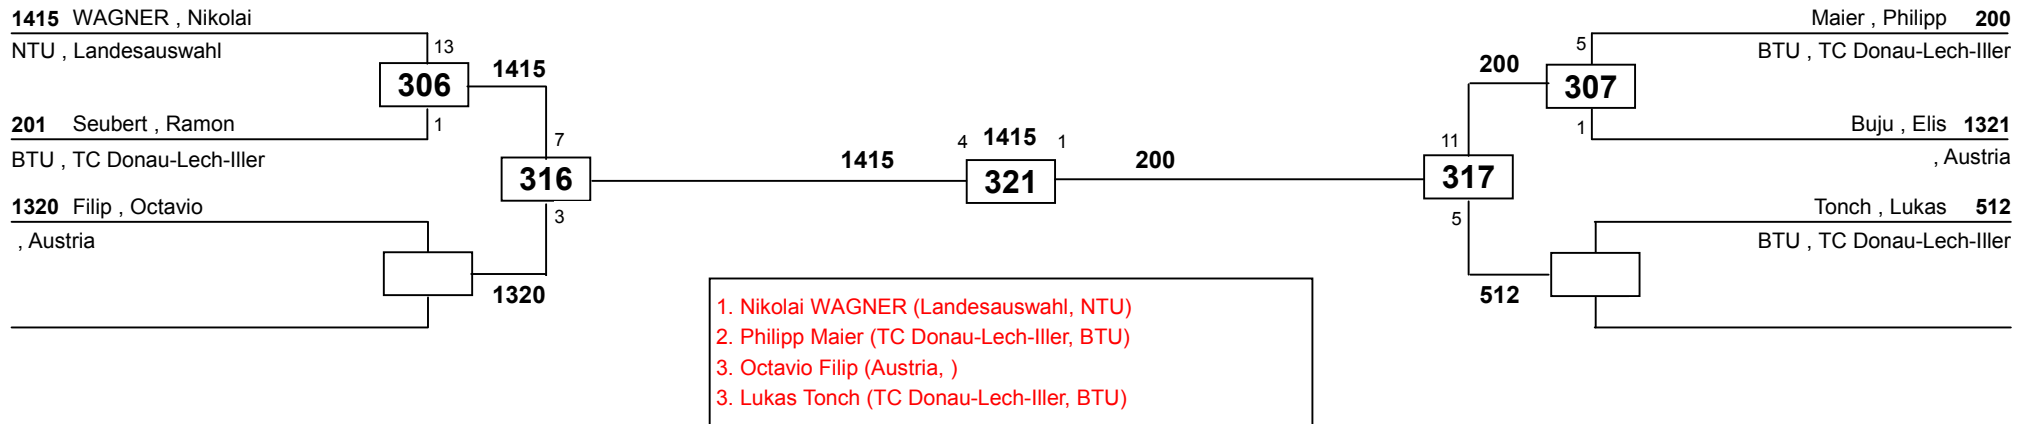 1415 WAGNER , Nikolai
NTU , Landesauswahl
13
306
1415
1
201 Seubert , Ramon
BTU , TC Donau-Lech-Iller
7
316
3
1320 Filip , Octavio
, Austria
1320
1415
4 1415 1
321
200
Maier , Philipp 200
BTU , TC Donau-Lech-Iller
5
200
307
1
Buju , Elis 1321
, Austria
11
317
5
Tonch , Lukas 512
BTU , TC Donau-Lech-Iller
512
1. Nikolai WAGNER (Landesauswahl, NTU)
2. Philipp Maier (TC Donau-Lech-Iller, BTU)
3. Octavio Filip (Austria, )
3. Lukas Tonch (TC Donau-Lech-Iller, BTU)